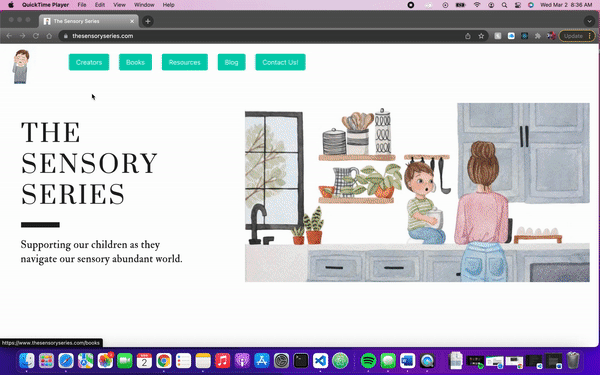 QuickTime Player File Edit View Window Help Wed Mar 2 8:36 AM
The Sensory Series
thesensoryseries.com Update
Creators Books Resources Blog Contact Us!
THE
SENSORY
SERIES
Supporting our children as they
navigate our sensory abundant world.
https://www.thesensoryseries.com/books
MAR
2